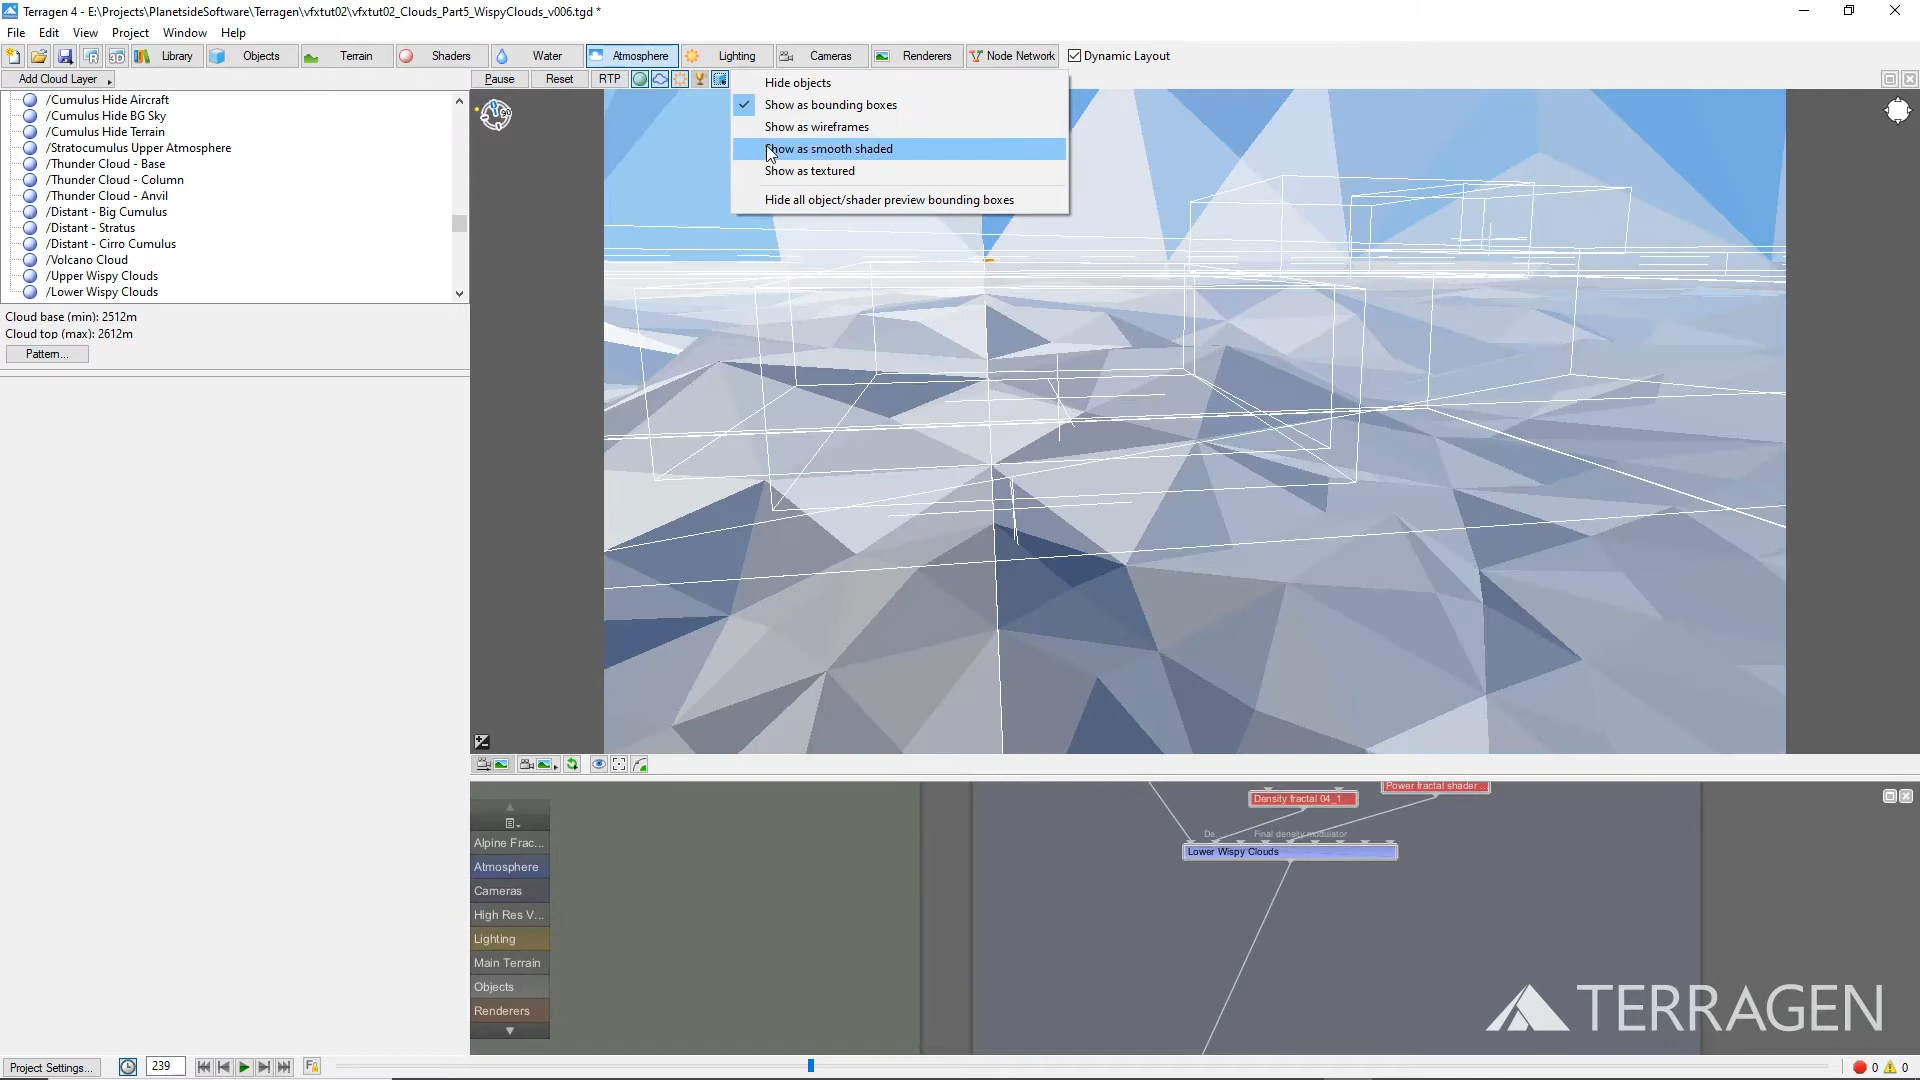 Terragen 4 - E:\Projects\PlanetsideSoftware\Terragen\vfxtut02\vfxtut02_Clouds_Part5_WispyClouds_v006.tgd *
File Edit View Project Window Help
Library Objects Terrain Shaders Water Atmosphere Lighting Cameras Renderers Node Network Dynamic Layout
Add Cloud Layer Pause Reset RTP
Hide objects
Show as bounding boxes
Show as wireframes
Show as smooth shaded
Show as textured
Hide all object/shader preview bounding boxes
/Cumulus Hide Aircraft
/Cumulus Hide BG Sky
/Cumulus Hide Terrain
/Stratocumulus Upper Atmosphere
/Thunder Cloud - Base
/Thunder Cloud - Column
/Thunder Cloud - Anvil
/Distant - Big Cumulus
/Distant - Stratus
/Distant - Cirro Cumulus
/Volcano Cloud
/Upper Wispy Clouds
/Lower Wispy Clouds
Cloud base (min): 2512m
Cloud top (max): 2612m
Pattern...
Power fractal shader ...
Density fractal 04_1
De Final density modulator
Lower Wispy Clouds
Alpine Frac...
Atmosphere
Cameras
High Res V...
Lighting
Main Terrain
Objects
Renderers
TERRAGEN
Project Settings... 239 0 0